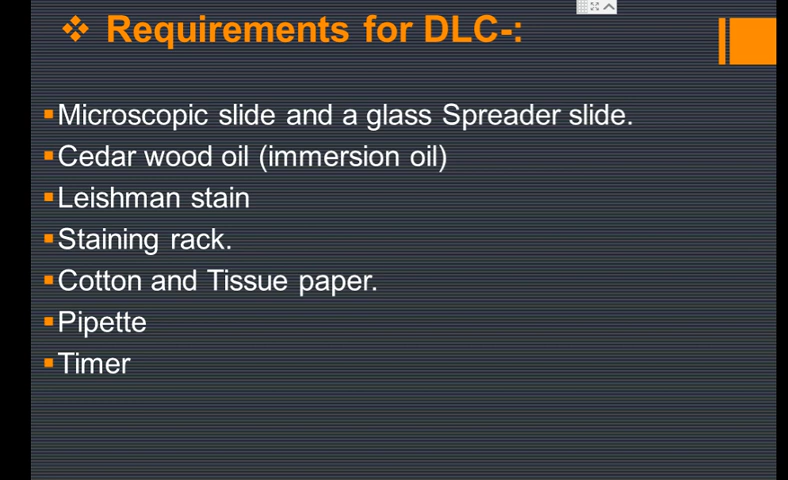 Requirements for DLC-:
Microscopic slide and a glass Spreader slide.
Cedar wood oil (immersion oil)
Leishman stain
Staining rack.
Cotton and Tissue paper.
Pipette
Timer